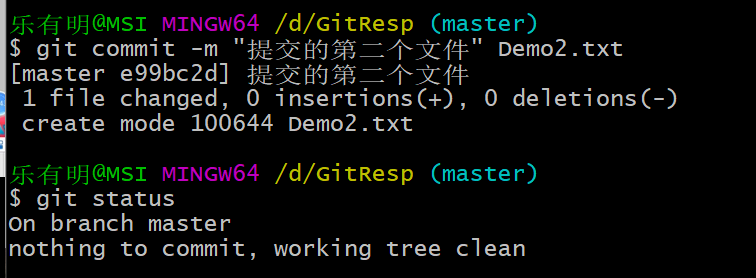 乐有明@MSI MINGW64 /d/GitResp (master)
$ git commit -m "提交的第二个文件" Demo2.txt
[master e99bc2d] 提交的第二个文件
 1 file changed, 0 insertions(+), 0 deletions(-)
 create mode 100644 Demo2.txt
乐有明@MSI MINGW64 /d/GitResp (master)
$ git status
On branch master
nothing to commit, working tree clean